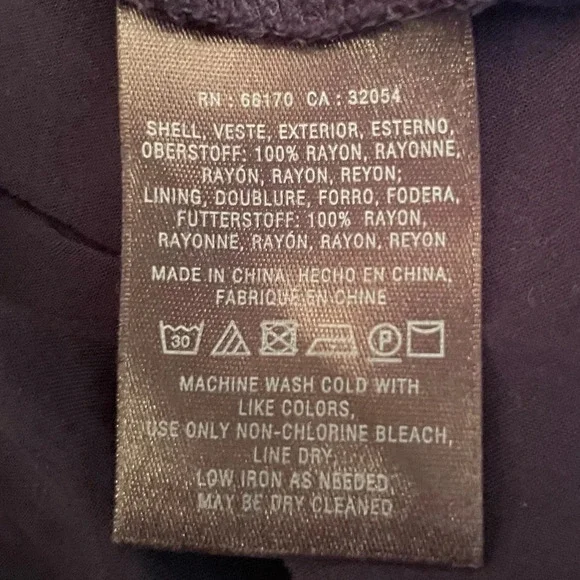 RN : 66170 CA : 32054
SHELL, VESTE, EXTERIOR, ESTERNO,
OBERSTOFF: 100% RAYON, RAYONNE,
RAYÓN, RAYON, REYON;
LINING, DOUBLURE, FORRO, FODERA,
FUTTERSTOFF: 100% RAYON,
RAYONNE, RAYÓN, RAYON, REYON
MADE IN CHINA, HECHO EN CHINA,
FABRIQUÉ EN CHINE
30 P
MACHINE WASH COLD WITH
LIKE COLORS,
USE ONLY NON-CHLORINE BLEACH,
LINE DRY,
LOW IRON AS NEEDED,
MAY BE DRY CLEANED